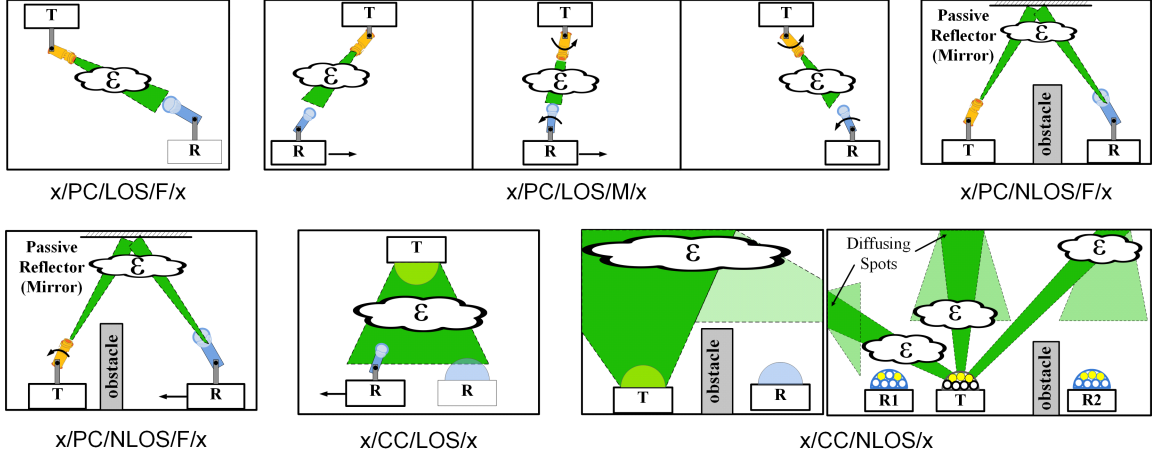 T
ε
R
x/PC/LOS/F/x
T
ε
R
T
ε
R
T
ε
R
x/PC/LOS/M/x
Passive
Reflector
(Mirror)
ε
obstacle
T
R
x/PC/NLOS/F/x
Passive
Reflector
(Mirror)
ε
obstacle
T
R
x/PC/NLOS/F/x
T
ε
R
R
x/CC/LOS/x
ε
T
obstacle
R
Diffusing
Spots
ε
ε
ε
R1
T
obstacle
R2
x/CC/NLOS/x